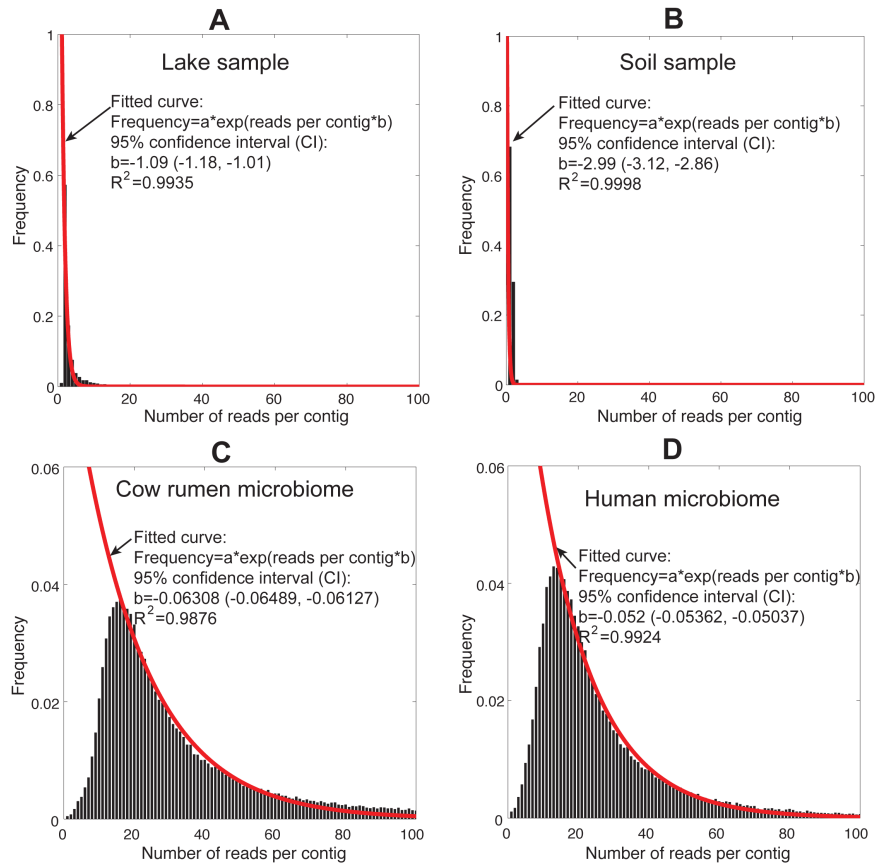 A
Lake sample
Fitted curve:
Frequency=a*exp(reads per contig*b)
95% confidence interval (CI):
b=-1.09 (-1.18, -1.01)
R2=0.9935
1
0.8
0.6
0.4
0.2
0
Frequency
0 20 40 60 80 100
Number of reads per contig
B
Soil sample
Fitted curve:
Frequency=a*exp(reads per contig*b)
95% confidence interval (CI):
b=-2.99 (-3.12, -2.86)
R2=0.9998
1
0.8
0.6
0.4
0.2
0
Frequency
0 20 40 60 80 100
Number of reads per contig
C
Cow rumen microbiome
Fitted curve:
Frequency=a*exp(reads per contig*b)
95% confidence interval (CI):
b=-0.06308 (-0.06489, -0.06127)
R2=0.9876
0.06
0.04
0.02
0
Frequency
0 20 40 60 80 100
Number of reads per contig
D
Human microbiome
Fitted curve:
Frequency=a*exp(reads per contig*b)
95% confidence interval (CI):
b=-0.052 (-0.05362, -0.05037)
R2=0.9924
0.06
0.04
0.02
0
Frequency
0 20 40 60 80 100
Number of reads per contig